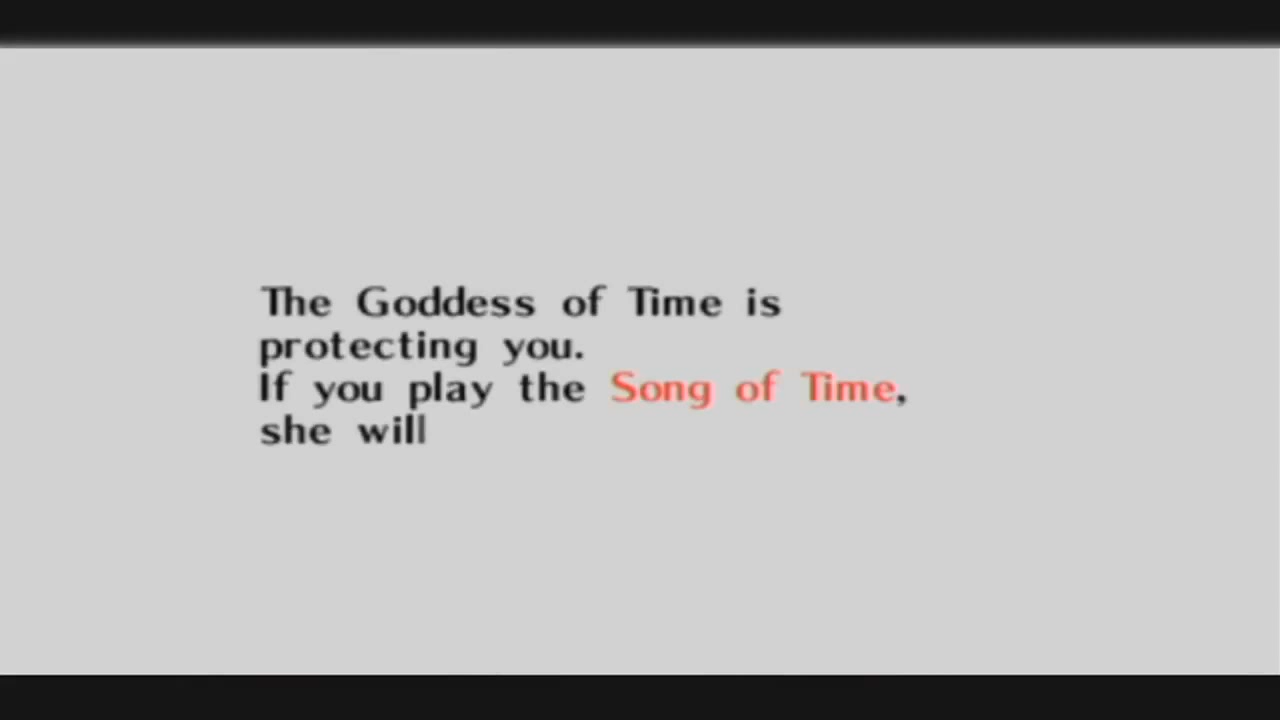 The Goddess of Time is
protecting you.
If you play the Song of Time,
she will